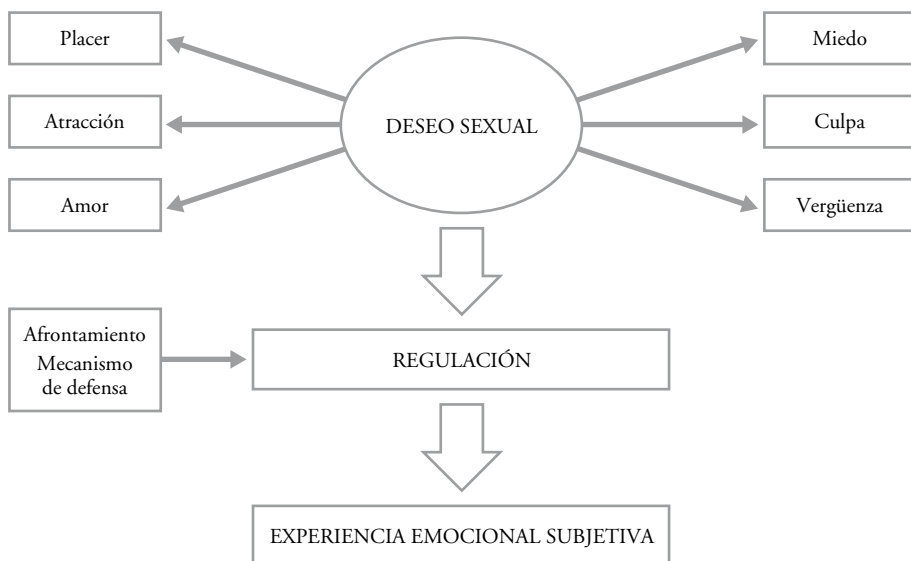 Placer
Miedo
Atracción
DESEO SEXUAL
Culpa
Amor
Vergüenza
Afrontamiento
Mecanismo
de defensa
REGULACIÓN
EXPERIENCIA EMOCIONAL SUBJETIVA